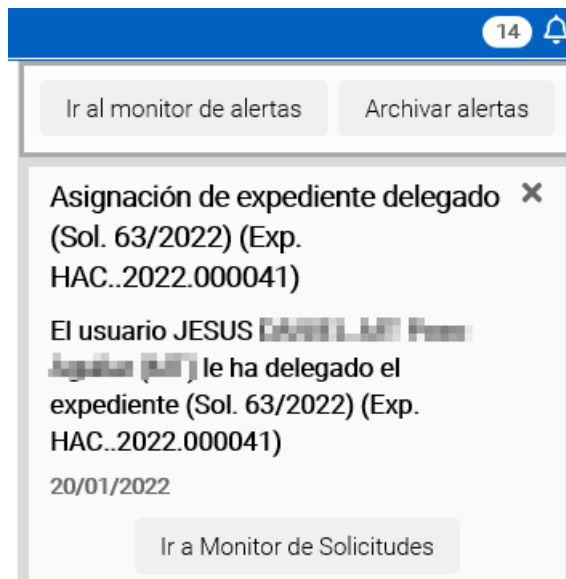 14
Ir al monitor de alertas Archivar alertas
Asignación de expediente delegado
(Sol. 63/2022) (Exp.
HAC..2022.000041)
El usuario JESUS
le ha delegado el
expediente (Sol. 63/2022) (Exp.
HAC..2022.000041)
20/01/2022
Ir a Monitor de Solicitudes